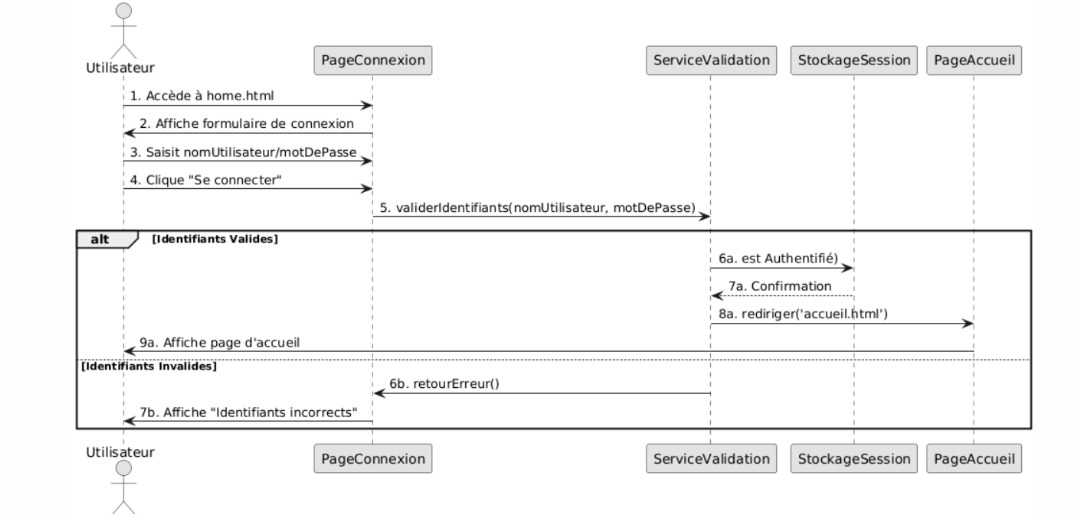 Utilisateur
PageConnexion
ServiceValidation
StockageSession
PageAccueil
1. Accède à home.html
2. Affiche formulaire de connexion
3. Saisit nomUtilisateur/motDePasse
4. Clique "Se connecter"
5. validerIdentifiants(nomUtilisateur, motDePasse)
alt [Identifiants Valides]
6a. est Authentifié)
7a. Confirmation
8a. rediriger('accueil.html')
9a. Affiche page d'accueil
[Identifiants Invalides]
6b. retourErreur()
7b. Affiche "Identifiants incorrects"
Utilisateur
PageConnexion
ServiceValidation
StockageSession
PageAccueil